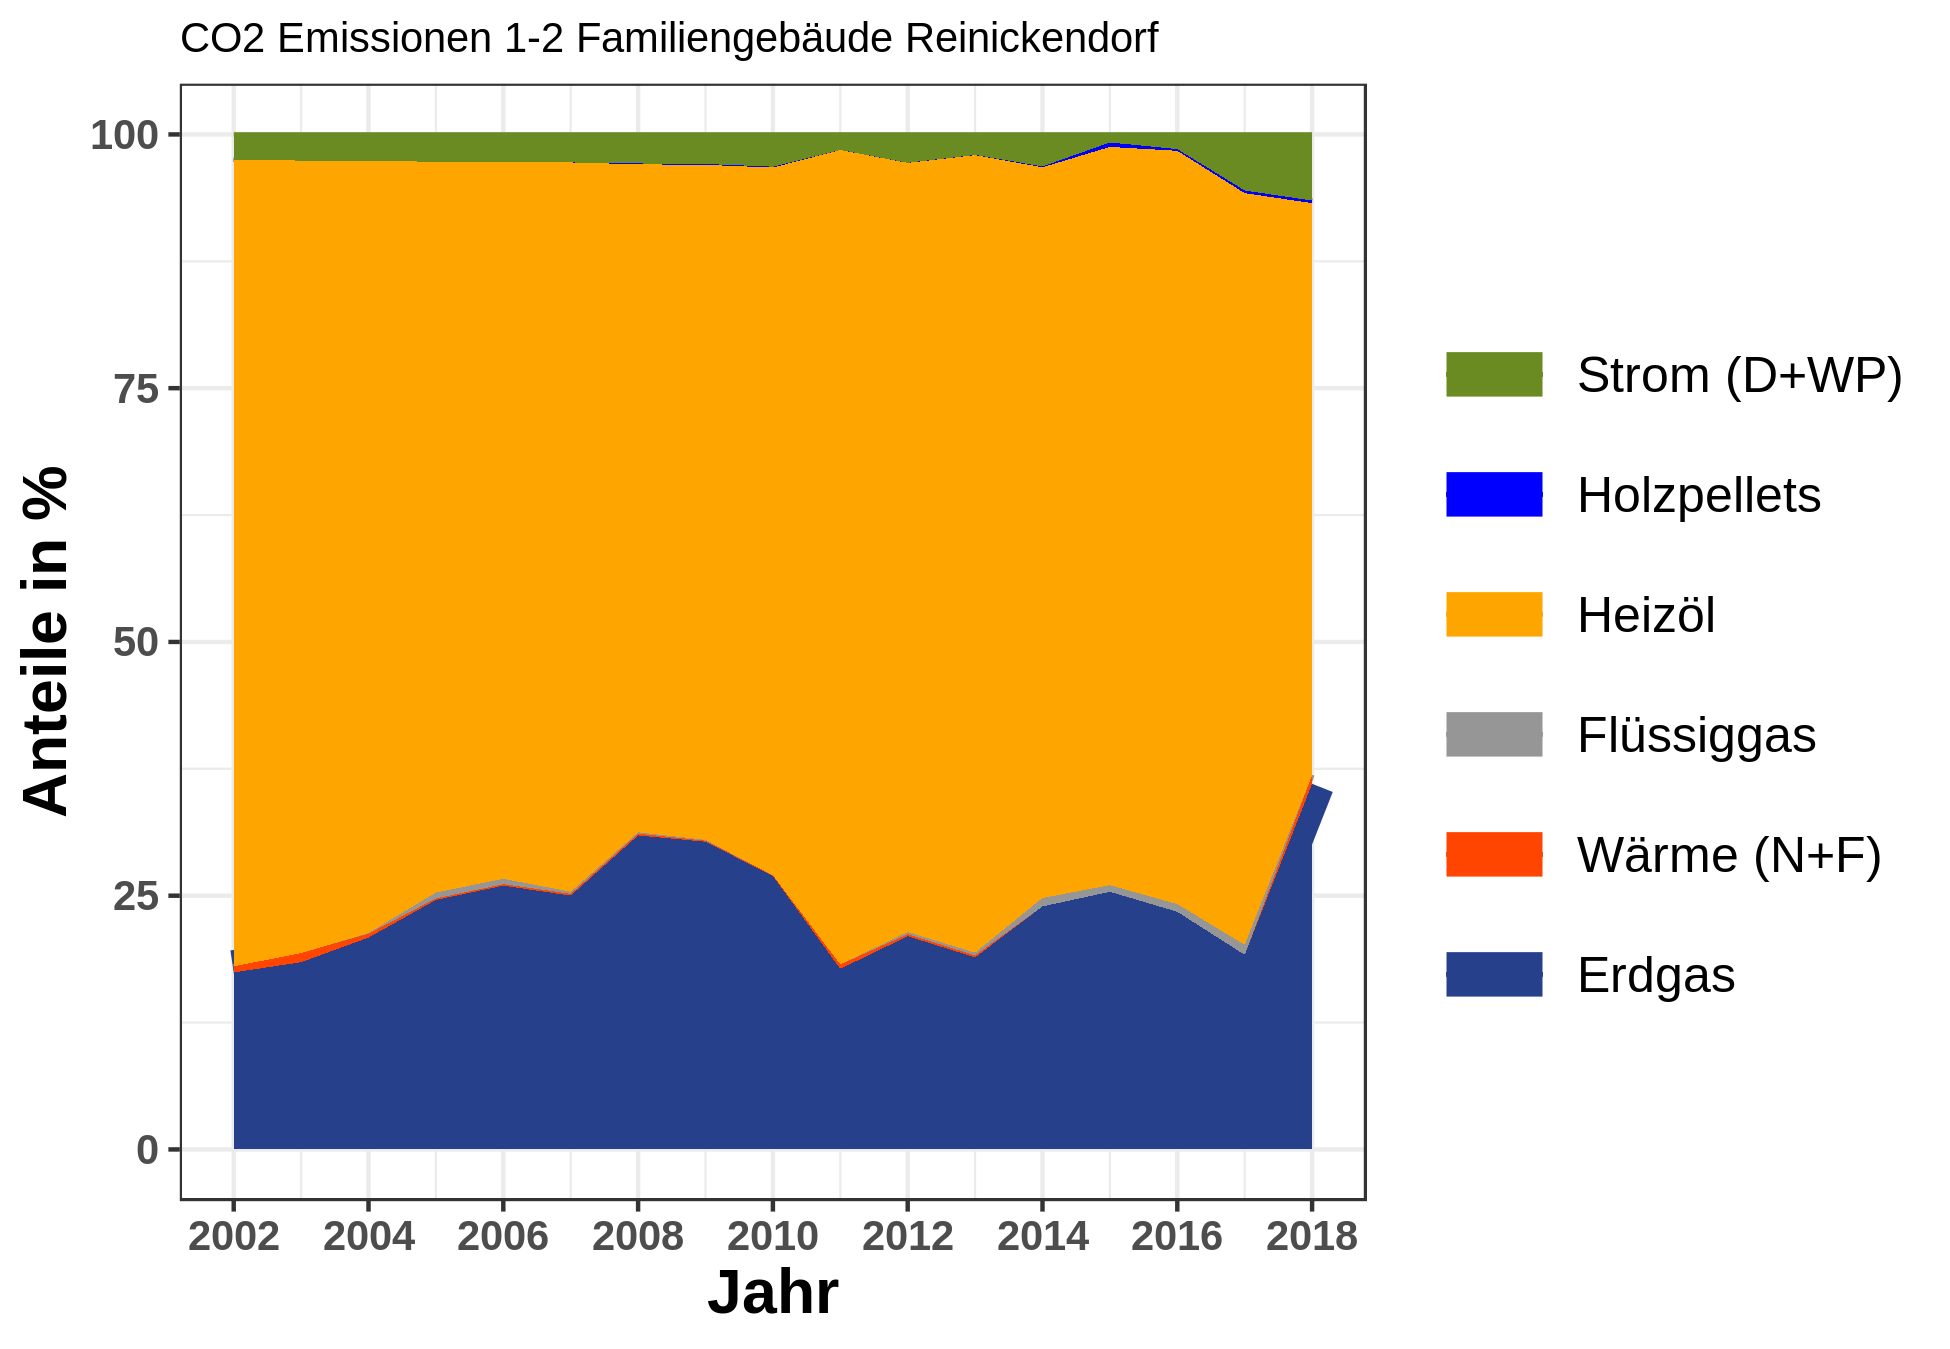 CO2 Emissionen 1-2 Familiengebäude Reinickendorf
Anteile in %
100
75
50
25
0
2002 2004 2006 2008 2010 2012 2014 2016 2018
Jahr
Strom (D+WP)
Holzpellets
Heizöl
Flüssiggas
Wärme (N+F)
Erdgas